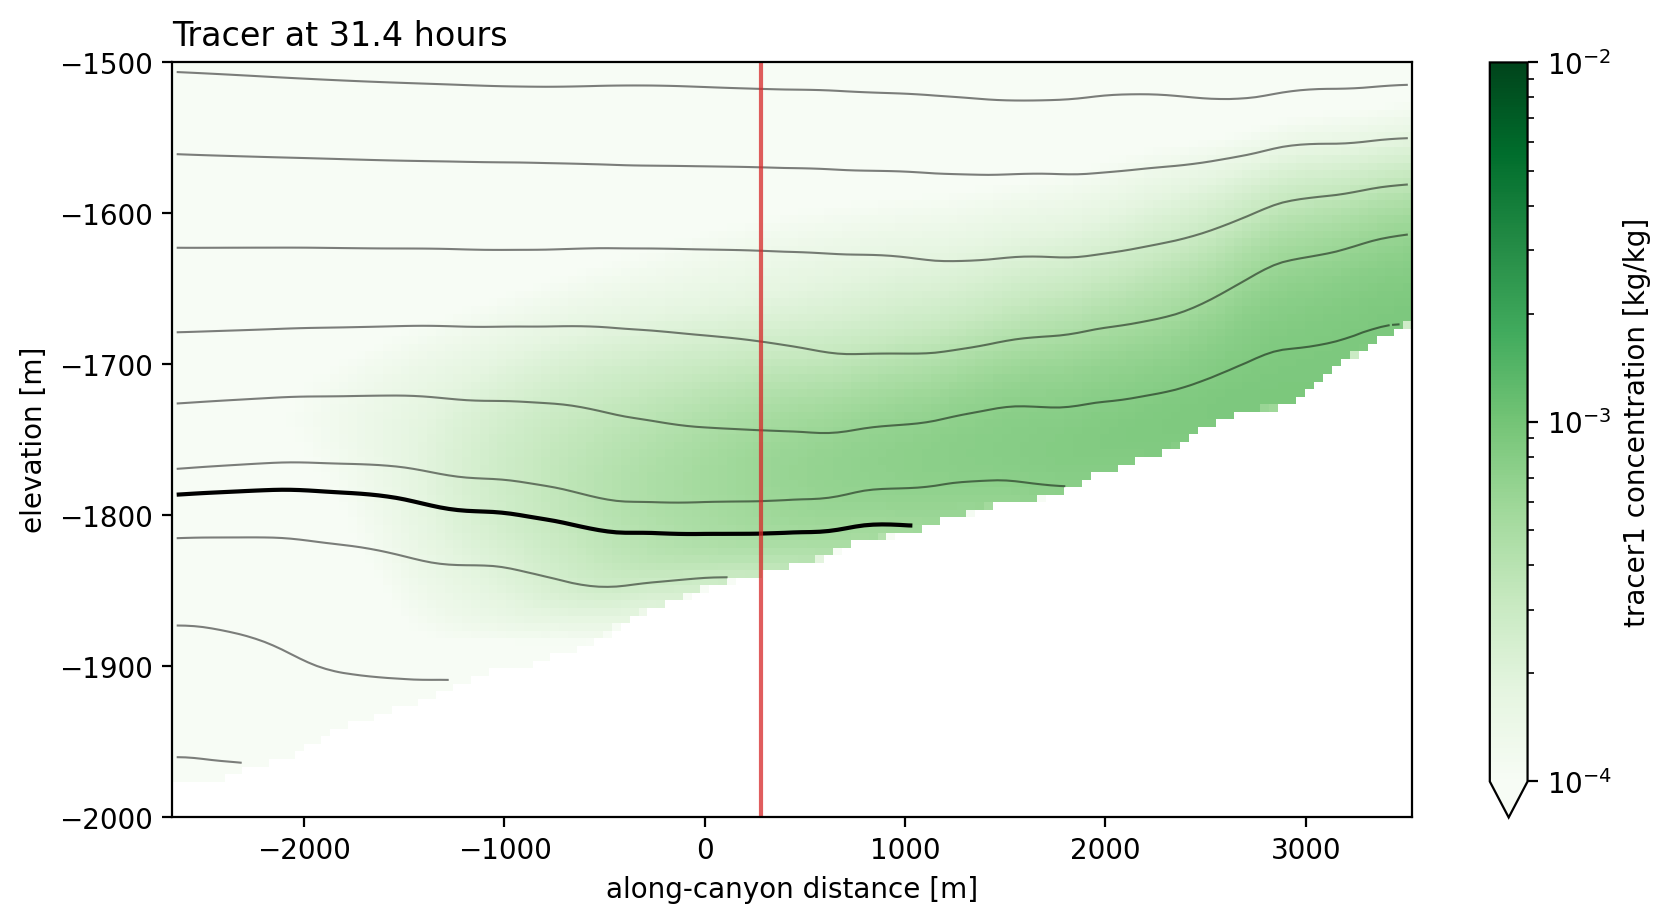 Tracer at 31.4 hours
−1500
−1600
−1700
−1800
−1900
−2000
elevation [m]
−2000 −1000 0 1000 2000 3000
along-canyon distance [m]
10⁻²
10⁻³
10⁻⁴
tracer1 concentration [kg/kg]